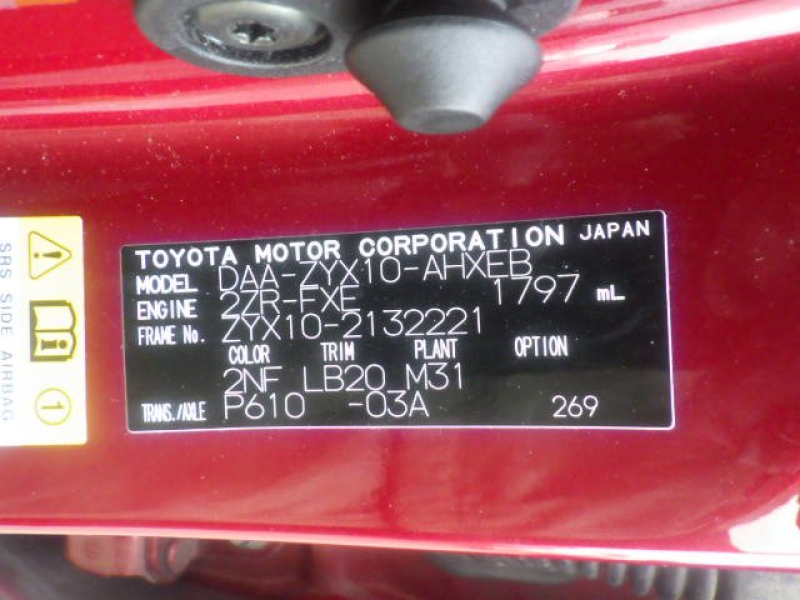 TOYOTA MOTOR CORPORATION JAPAN
MODEL DAA-ZYX10-AHXEB
ENGINE 2ZR-FXE 1797 mL
FRAME No. ZYX10-2132221
COLOR TRIM PLANT OPTION
2NF LB20 M31
TRANS./AXLE P610 -03A 269
SRS SIDE AIRBAG
1